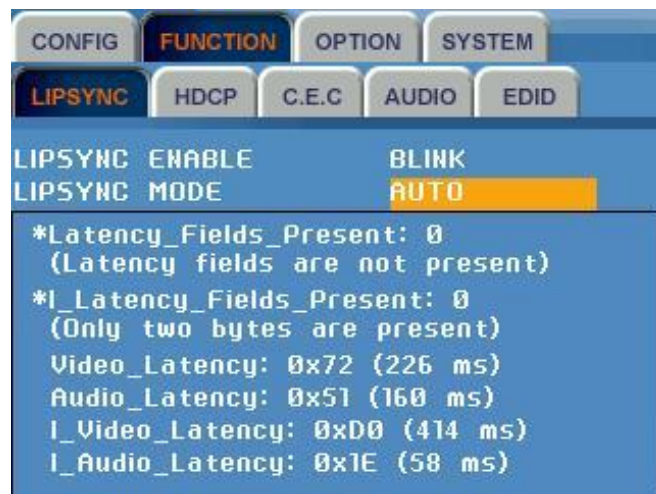 CONFIG FUNCTION OPTION SYSTEM
LIPSYNC HDCP C.E.C AUDIO EDID
LIPSYNC ENABLE BLINK
LIPSYNC MODE AUTO
*Latency_Fields_Present: 0
(Latency fields are not present)
*I_Latency_Fields_Present: 0
(Only two bytes are present)
Video_Latency: 0x72 (226 ms)
Audio_Latency: 0x51 (160 ms)
I_Video_Latency: 0xD0 (414 ms)
I_Audio_Latency: 0x1E (58 ms)